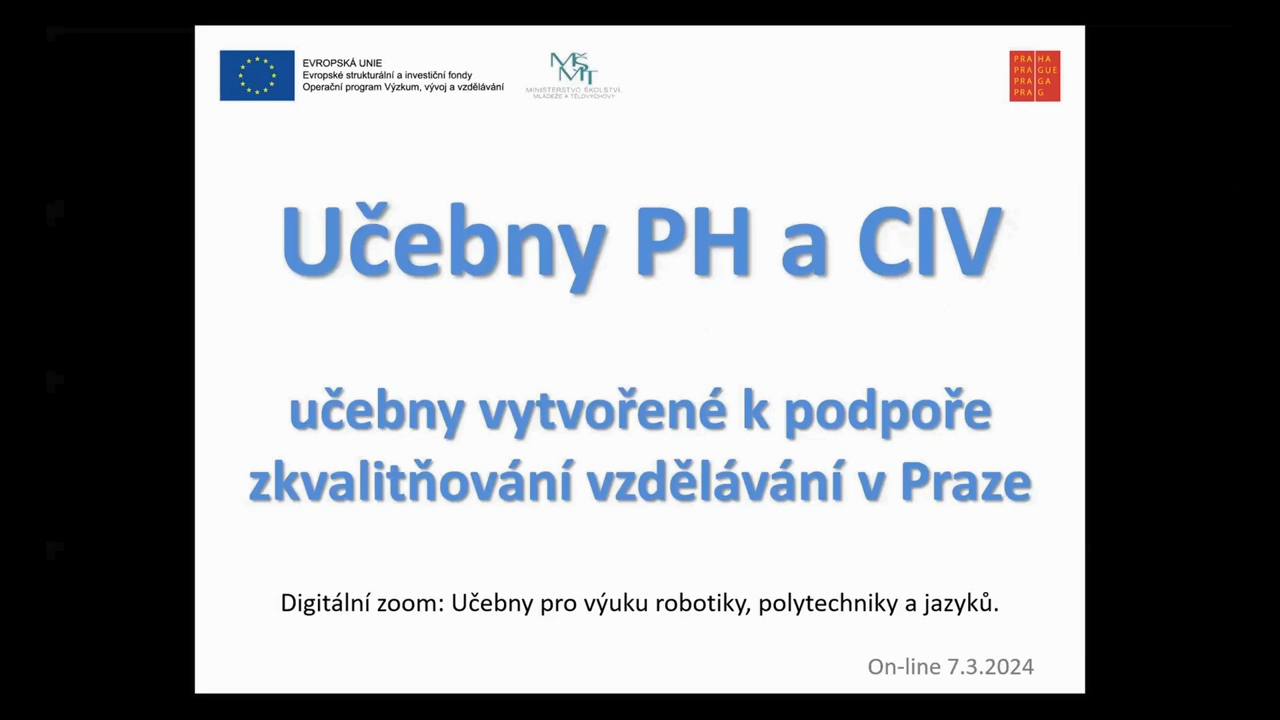 EVROPSKÁ UNIE
Evropské strukturální a investiční fondy
Operační program Výzkum, vývoj a vzdělávání
MŠMT
MINISTERSTVO ŠKOLSTVÍ,
MLÁDEŽE A TĚLOVÝCHOVY
PRA HA
PRA GUE
PRA GA
PRA G
Učebny PH a CIV
učebny vytvořené k podpoře
zkvalitňování vzdělávání v Praze
Digitální zoom: Učebny pro výuku robotiky, polytechniky a jazyků.
On-line 7.3.2024